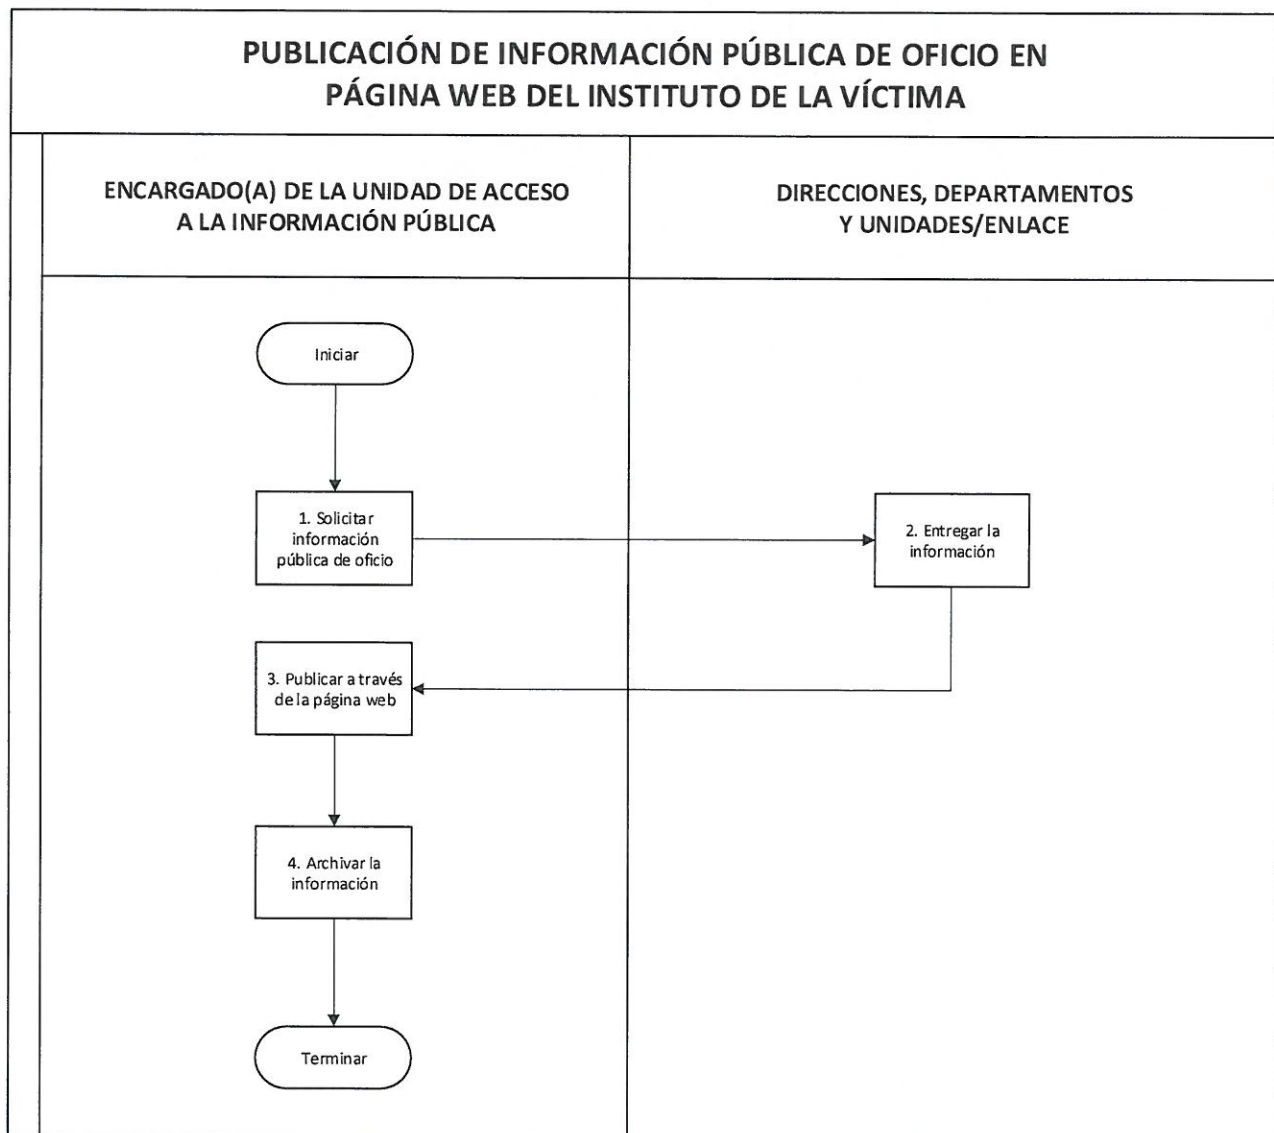 PUBLICACIÓN DE INFORMACIÓN PÚBLICA DE OFICIO EN
PÁGINA WEB DEL INSTITUTO DE LA VÍCTIMA
ENCARGADO(A) DE LA UNIDAD DE ACCESO
A LA INFORMACIÓN PÚBLICA
DIRECCIONES, DEPARTAMENTOS
Y UNIDADES/ENLACE
Iniciar
1. Solicitar
información
pública de oficio
2. Entregar la
información
3. Publicar a través
de la página web
4. Archivar la
información
Terminar